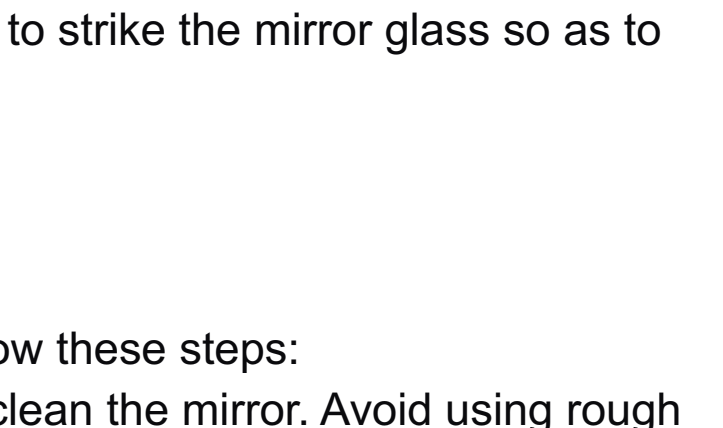 to strike the mirror glass so as to
ow these steps:
clean the mirror. Avoid using rough